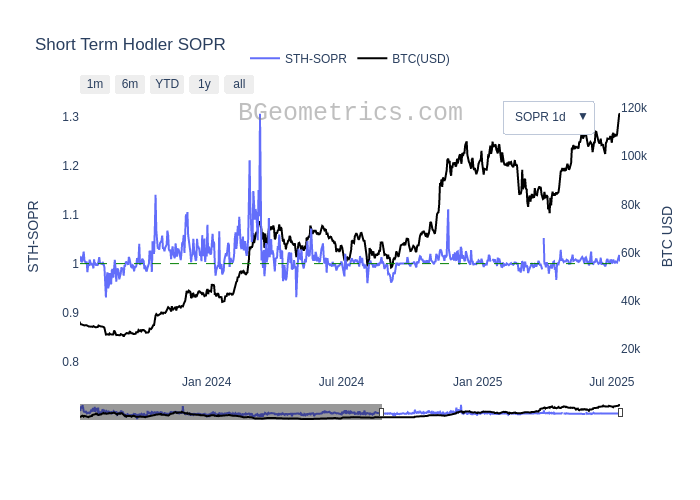 Short Term Hodler SOPR
STH-SOPR BTC(USD)
1m 6m YTD 1y all
BGeometrics.com
SOPR 1d ▼
1.3
1.2
1.1
1
0.9
0.8
STH-SOPR
120k
100k
80k
60k
40k
20k
BTC USD
Jan 2024 Jul 2024 Jan 2025 Jul 2025